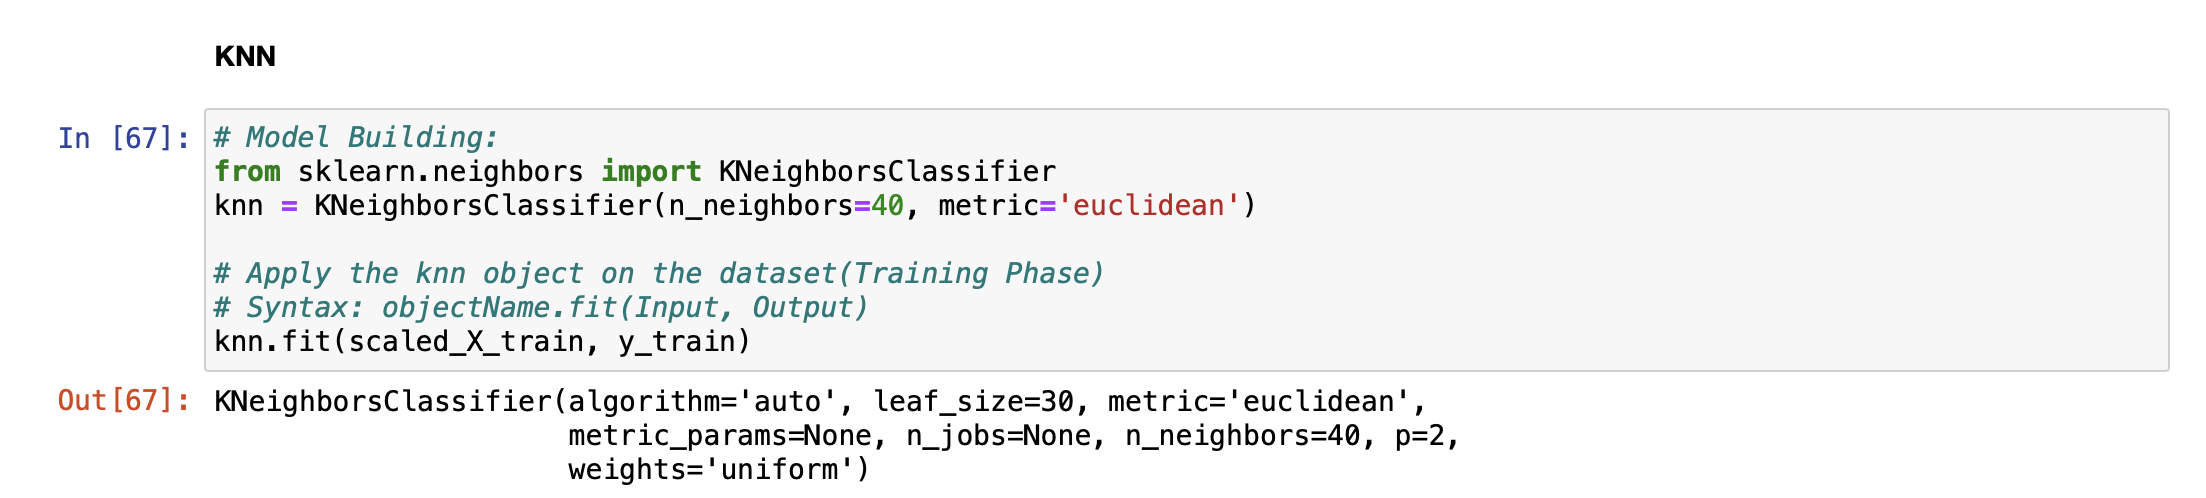 KNN
In [67]:
# Model Building:
from sklearn.neighbors import KNeighborsClassifier
knn = KNeighborsClassifier(n_neighbors=40, metric='euclidean')
# Apply the knn object on the dataset(Training Phase)
# Syntax: objectName.fit(Input, Output)
knn.fit(scaled_X_train, y_train)
Out[67]:
KNeighborsClassifier(algorithm='auto', leaf_size=30, metric='euclidean',
metric_params=None, n_jobs=None, n_neighbors=40, p=2,
weights='uniform')